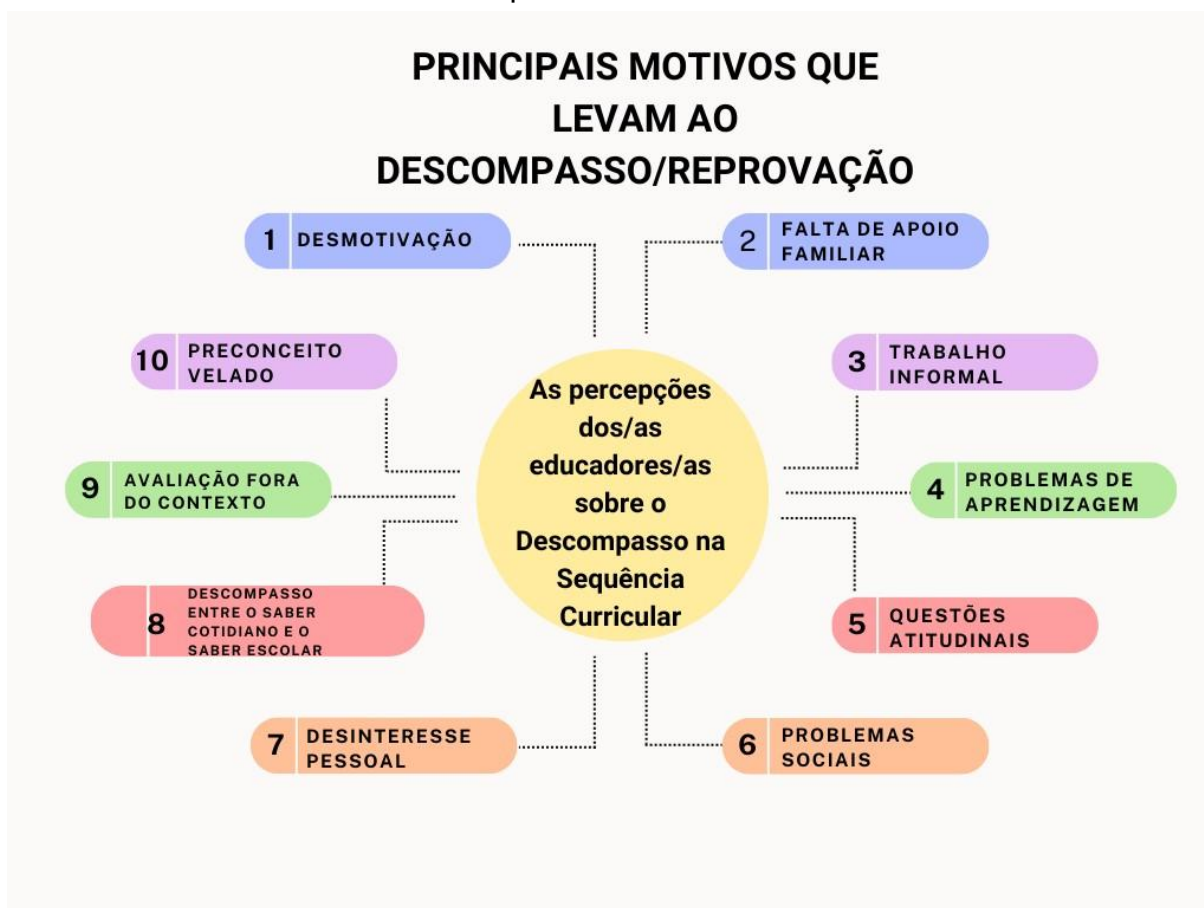 PRINCIPAIS MOTIVOS QUE
LEVAM AO
DESCOMPASSO/REPROVAÇÃO
1 DESMOTIVAÇÃO
2 FALTA DE APOIO
FAMILIAR
3 TRABALHO
INFORMAL
4 PROBLEMAS DE
APRENDIZAGEM
5 QUESTÕES
ATITUDINAIS
6 PROBLEMAS
SOCIAIS
7 DESINTERESSE
PESSOAL
8 DESCOMPASSO
ENTRE O SABER
COTIDIANO E O
SABER ESCOLAR
9 AVALIAÇÃO FORA
DO CONTEXTO
10 PRECONCEITO
VELADO
As percepções
dos/as
educadores/as
sobre o
Descompasso na
Sequência
Curricular